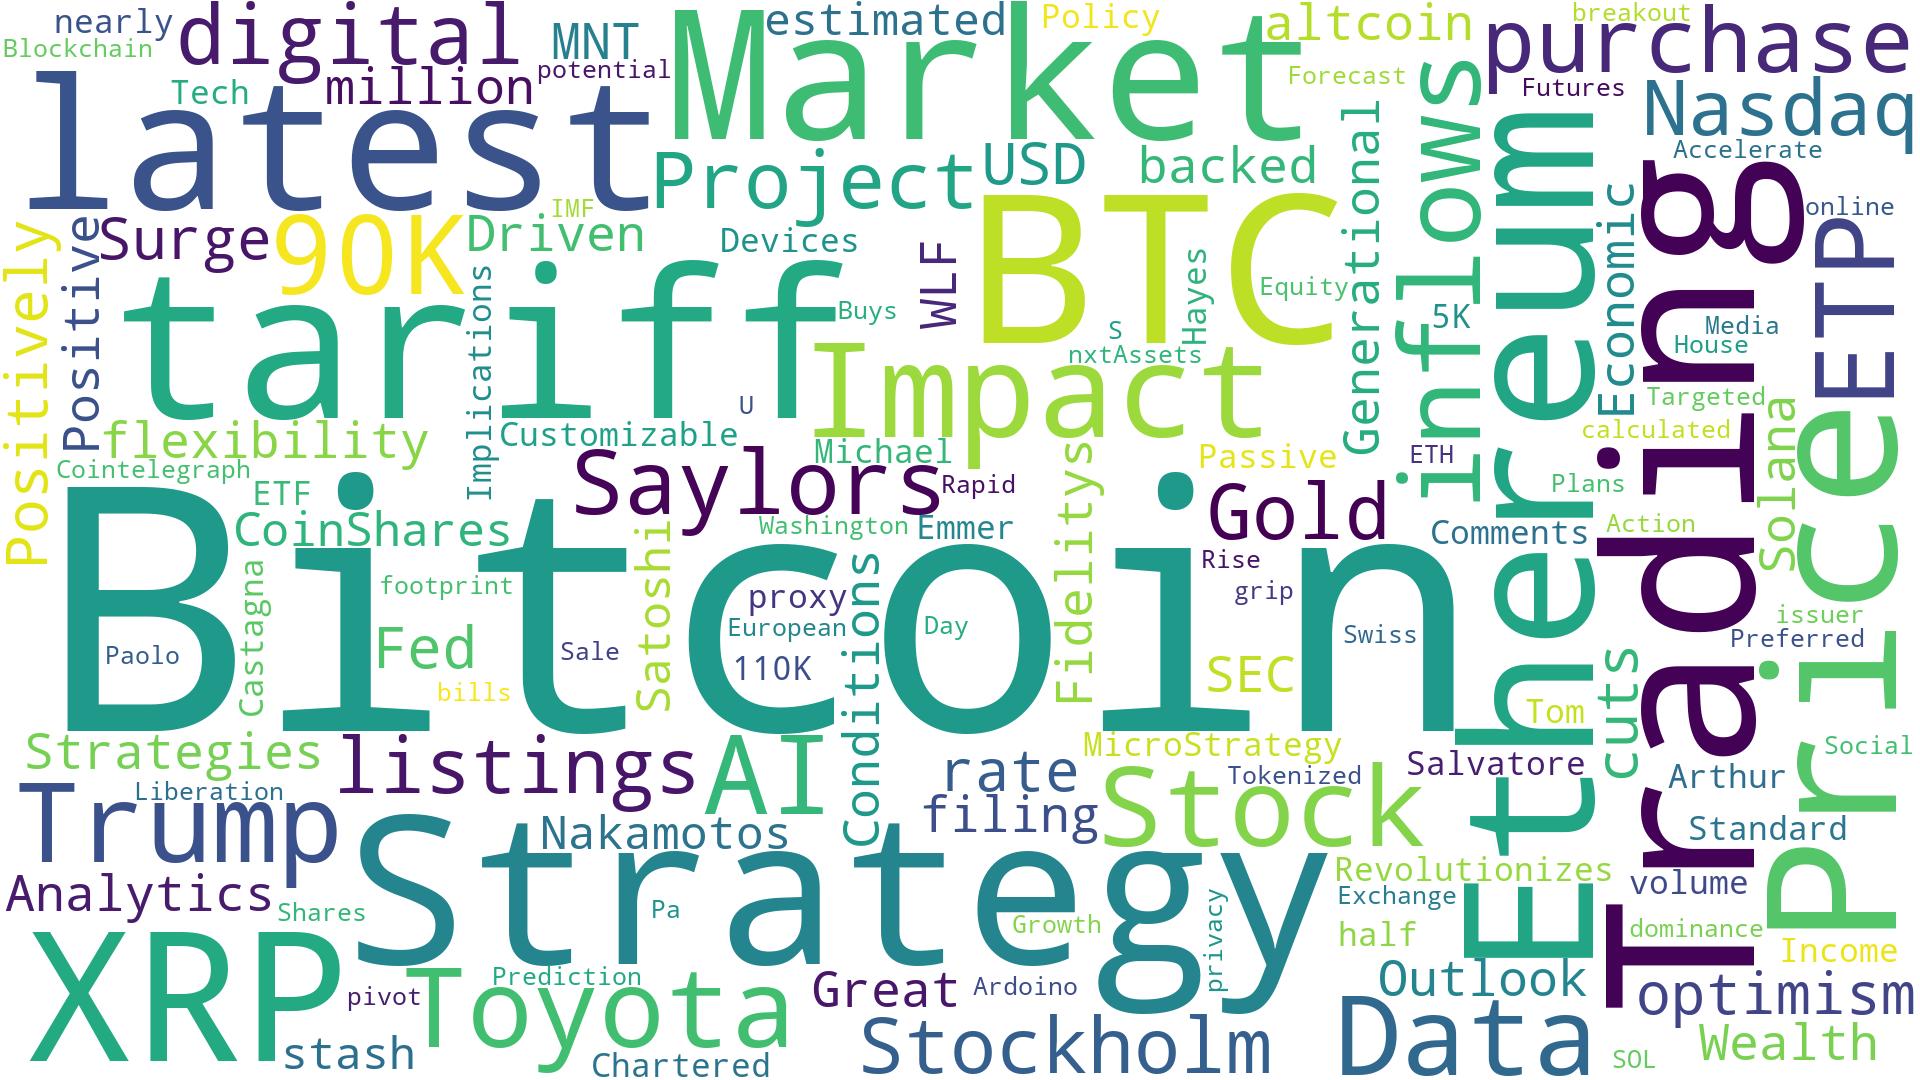 nearly
digital
MNT
Market
estimated
Policy
altcoin
breakout
purchase
Blockchain
Tech
million
potential
Forecast
Futures
Nasdaq
latest
Project
USD
backed
Generational
inflows
Ethereum
Accelerate
Trading
Positively
Positive
Surge
90K
IMF
Driven
Devices
WLF
BTC
Hayes
Equity
5K
Economic
online
ETP
tariff
Implications
Buys
S
nxtAssets
Media
House
Impact
U
flexibility
Customizable
Michael
Passive
ETH
Targeted
calculated
Solana
Price
Cointelegraph
ETF
Saylors
Rapid
Fidelitys
Gold
Plans
CoinShares
Satoshi
Washington
Emmer
Comments
Action
Bitcoin
Castagna
footprint
proxy
Conditions
Rise
grip
issuer
Paolo
Fed
bills
Sale
European
110K
Day
SEC
Swiss
Preferred
cuts
Tom
Strategies
listings
AI
rate
MicroStrategy
Tokenized
Salvatore
Social
Liberation
Arthur
Trump
Nakamotos
filing
Stock
Standard
Strategy
Revolutionizes
volume
Analytics
Shares
Pa
Growth
privacy
Exchange
half
dominance
Income
XRP
pivot
Toyota
Prediction
Great
Ardoino
Outlook
optimism
stash
Chartered
Stockholm
Data
SOL
Wealth